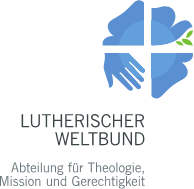 LUTHERISCHER
WELTBUND
Abteilung für Theologie,
Mission und Gerechtigkeit